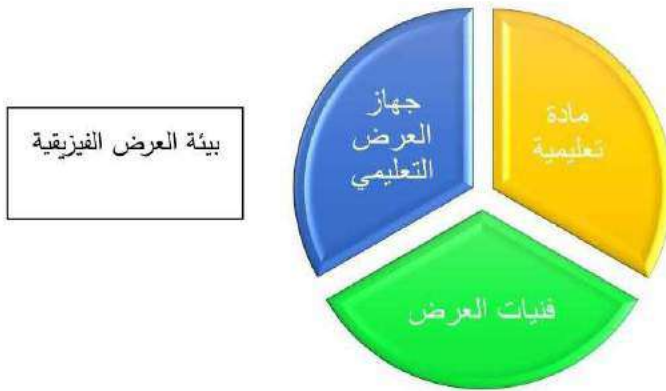 مادة
تعليمية
جهاز
العرض
التعليمي
بيئة العرض الفيزيقية
فنيات العرض